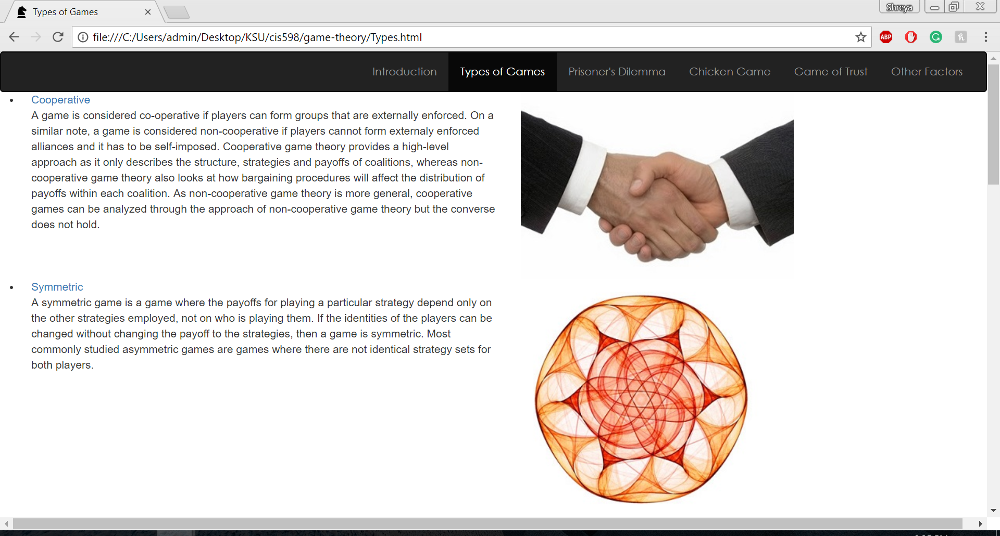 Types of Games
Shreya
file:///C:/Users/admin/Desktop/KSU/cis598/game-theory/Types.html
ABP
Introduction Types of Games Prisoner's Dilemma Chicken Game Game of Trust Other Factors
Cooperative
A game is considered co-operative if players can form groups that are externally enforced. On a
similar note, a game is considered non-cooperative if players cannot form externaly enforced
alliances and it has to be self-imposed. Cooperative game theory provides a high-level
approach as it only describes the structure, strategies and payoffs of coalitions, whereas non-
cooperative game theory also looks at how bargaining procedures will affect the distribution of
payoffs within each coalition. As non-cooperative game theory is more general, cooperative
games can be analyzed through the approach of non-cooperative game theory but the converse
does not hold.
Symmetric
A symmetric game is a game where the payoffs for playing a particular strategy depend only on
the other strategies employed, not on who is playing them. If the identities of the players can be
changed without changing the payoff to the strategies, then a game is symmetric. Most
commonly studied asymmetric games are games where there are not identical strategy sets for
both players.